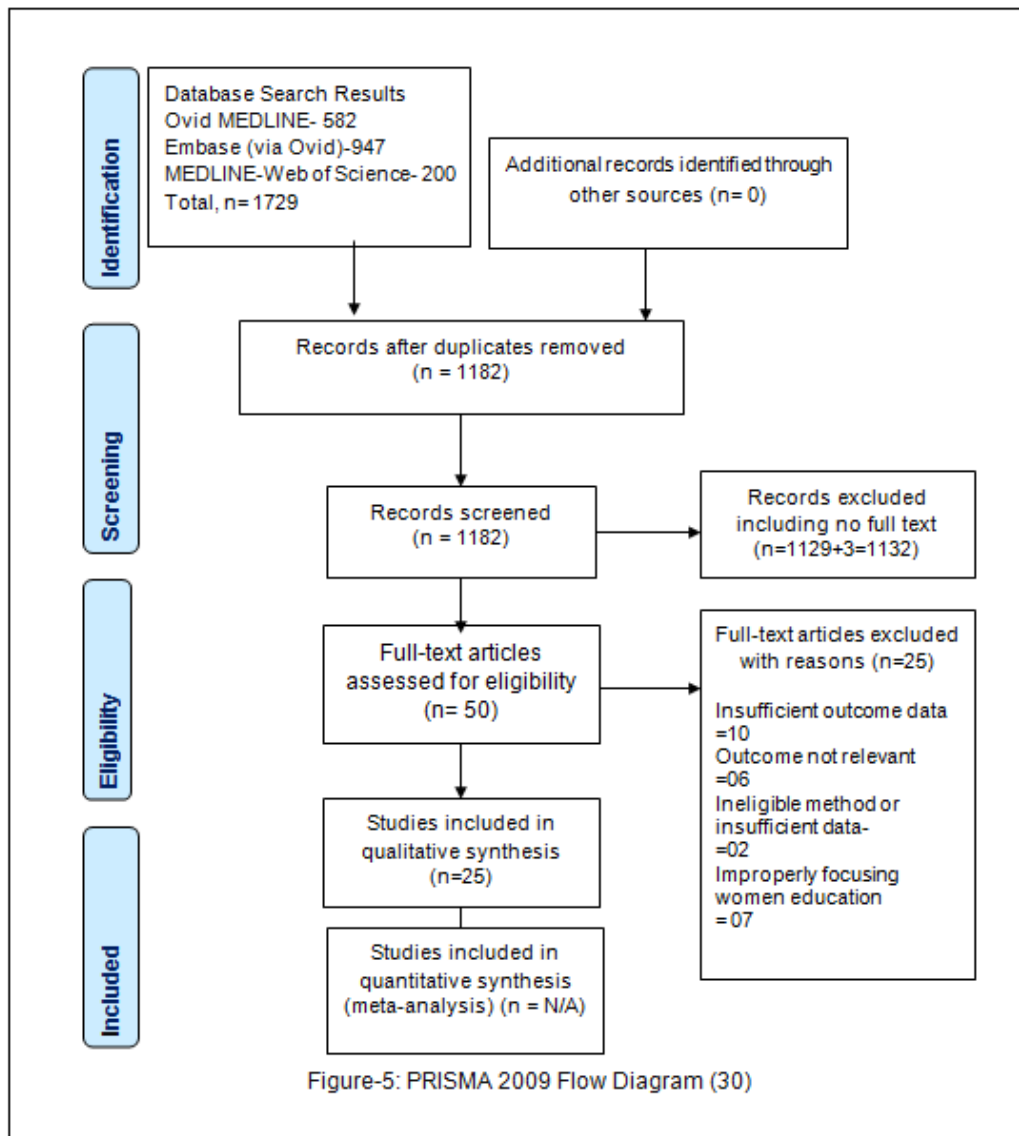 Identification
Database Search Results
Ovid MEDLINE- 582
Embase (via Ovid)-947
MEDLINE-Web of Science- 200
Total, n= 1729
Additional records identified through
other sources (n= 0)
Screening
Records after duplicates removed
(n = 1182)
Records screened
(n = 1182)
Records excluded
including no full text
(n=1129+3=1132)
Eligibility
Full-text articles
assessed for eligibility
(n= 50)
Full-text articles excluded
with reasons (n=25)
Insufficient outcome data
=10
Outcome not relevant
=06
Ineligible method or
insufficient data-
=02
Improperly focusing
women education
= 07
Included
Studies included in
qualitative synthesis
(n=25)
Studies included in
quantitative synthesis
(meta-analysis) (n = N/A)
Figure-5: PRISMA 2009 Flow Diagram (30)